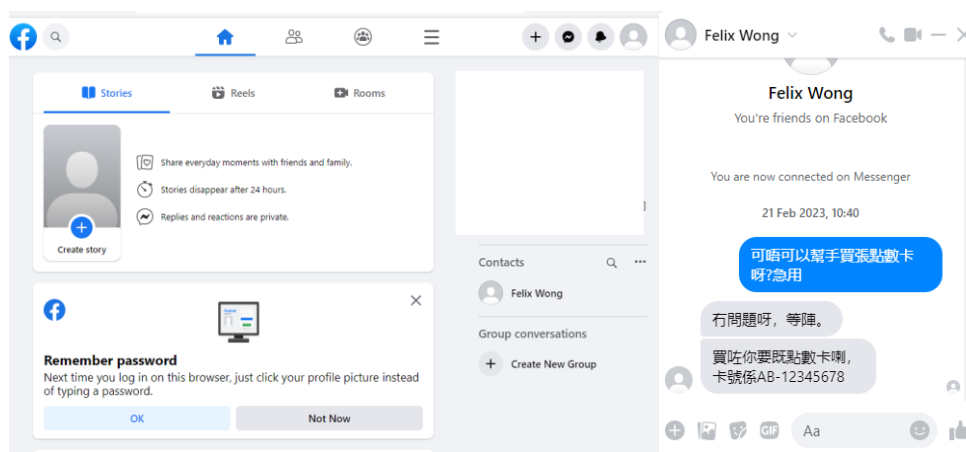 Stories
Reels
Rooms
Share everyday moments with friends and family.
Stories disappear after 24 hours.
Replies and reactions are private.
Create story
Remember password
Next time you log in on this browser, just click your profile picture instead
of typing a password.
OK
Not Now
Contacts
Felix Wong
Group conversations
Create New Group
Felix Wong
Felix Wong
You're friends on Facebook
You are now connected on Messenger
21 Feb 2023, 10:40
可唔可以幫手買張點數卡
呀?急用
冇問題呀，等陣。
買咗你要既點數卡喇，
卡號係AB-12345678
GIF
Aa